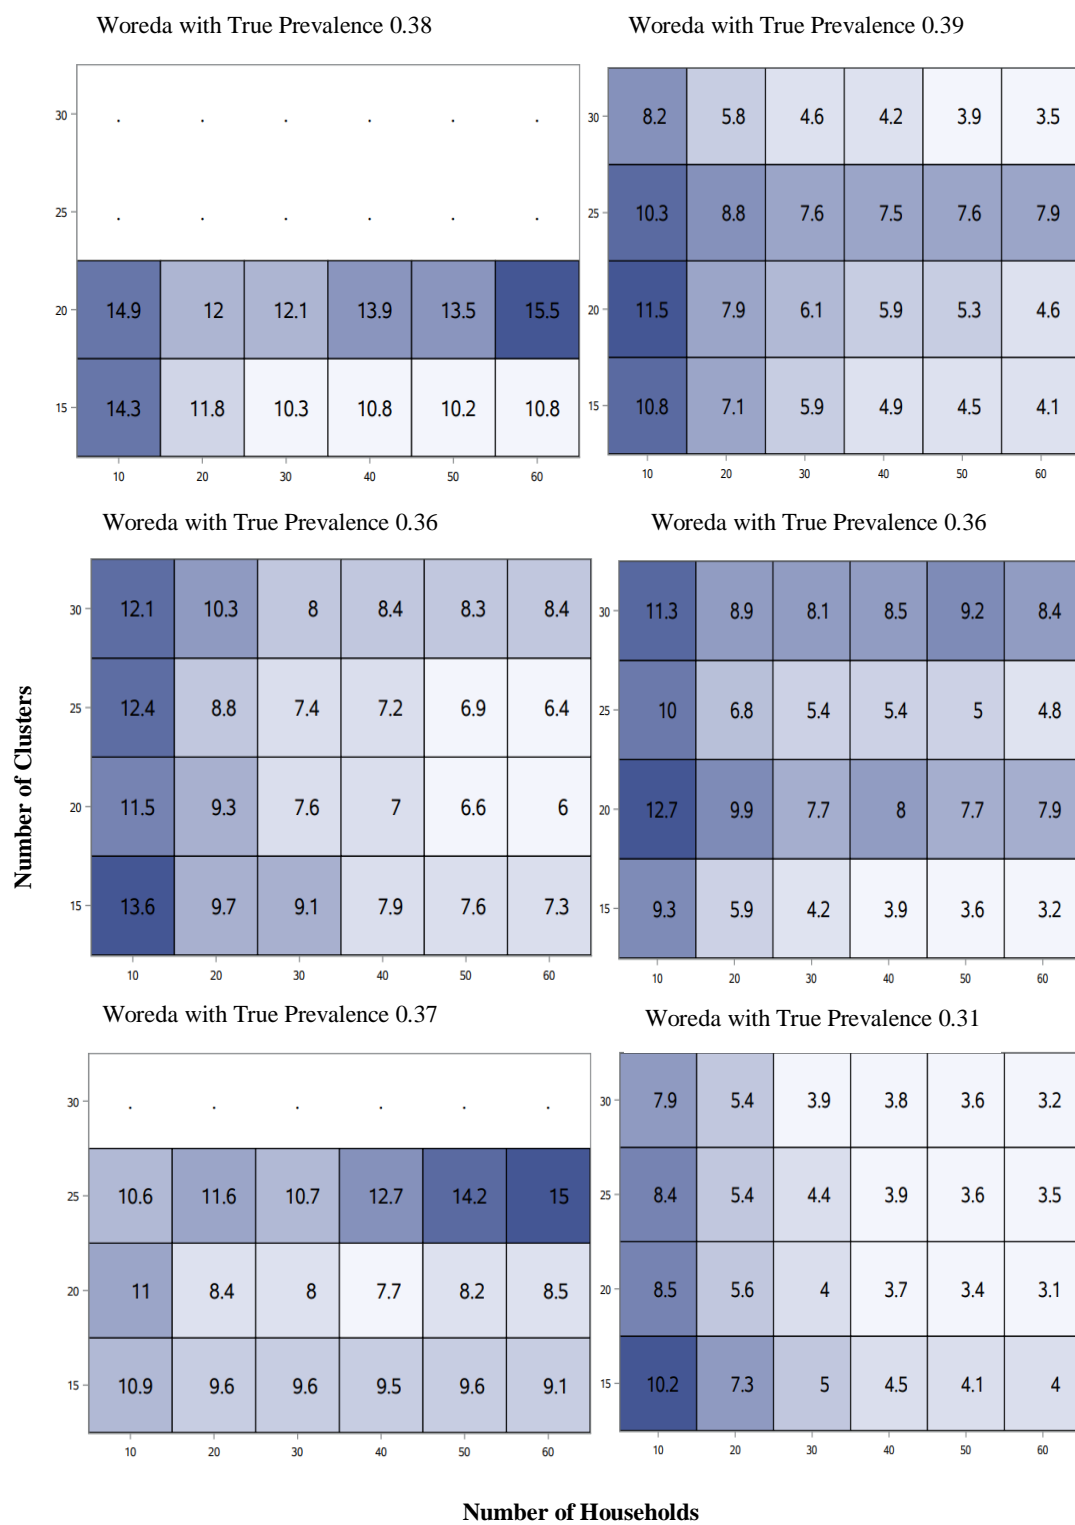 Woreda with True Prevalence 0.38
30 . . . . . .
25 . . . . . .
20 14.9 12 12.1 13.9 13.5 15.5
15 14.3 11.8 10.3 10.8 10.2 10.8
10 20 30 40 50 60
Woreda with True Prevalence 0.39
30 8.2 5.8 4.6 4.2 3.9 3.5
25 10.3 8.8 7.6 7.5 7.6 7.9
20 11.5 7.9 6.1 5.9 5.3 4.6
15 10.8 7.1 5.9 4.9 4.5 4.1
10 20 30 40 50 60
Number of Clusters
Woreda with True Prevalence 0.36
30 12.1 10.3 8 8.4 8.3 8.4
25 12.4 8.8 7.4 7.2 6.9 6.4
20 11.5 9.3 7.6 7 6.6 6
15 13.6 9.7 9.1 7.9 7.6 7.3
10 20 30 40 50 60
Woreda with True Prevalence 0.36
30 11.3 8.9 8.1 8.5 9.2 8.4
25 10 6.8 5.4 5.4 5 4.8
20 12.7 9.9 7.7 8 7.7 7.9
15 9.3 5.9 4.2 3.9 3.6 3.2
10 20 30 40 50 60
Woreda with True Prevalence 0.37
30 . . . . . .
25 10.6 11.6 10.7 12.7 14.2 15
20 11 8.4 8 7.7 8.2 8.5
15 10.9 9.6 9.6 9.5 9.6 9.1
10 20 30 40 50 60
Woreda with True Prevalence 0.31
30 7.9 5.4 3.9 3.8 3.6 3.2
25 8.4 5.4 4.4 3.9 3.6 3.5
20 8.5 5.6 4 3.7 3.4 3.1
15 10.2 7.3 5 4.5 4.1 4
10 20 30 40 50 60
Number of Households